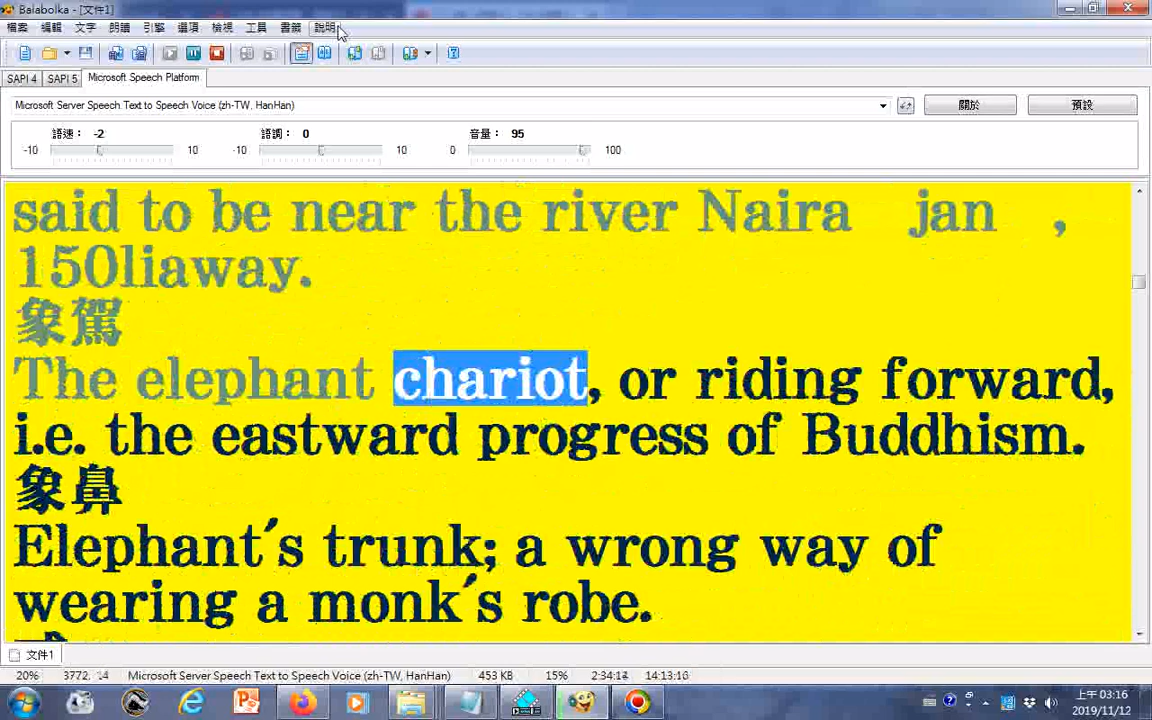 Balabolka - [文件1]
檔案 編輯 文字 朗讀 引擎 選項 檢視 工具 書籤 說明
SAPI 4 SAPI 5 Microsoft Speech Platform
Microsoft Server Speech Text to Speech Voice (zh-TW, HanHan) 關於 預設
語速： -2 語調： 0 音量： 95
-10 10 -10 10 0 100
said to be near the river Naira jan ,
150liaway.
象駕
The elephant chariot, or riding forward,
i.e. the eastward progress of Buddhism.
象鼻
Elephant's trunk; a wrong way of
wearing a monk's robe.
文件1
20% 3772, 14 Microsoft Server Speech Text to Speech Voice (zh-TW, HanHan) 453 KB 15% 2:34:14 14:13:10
上午 03:16
2019/11/12